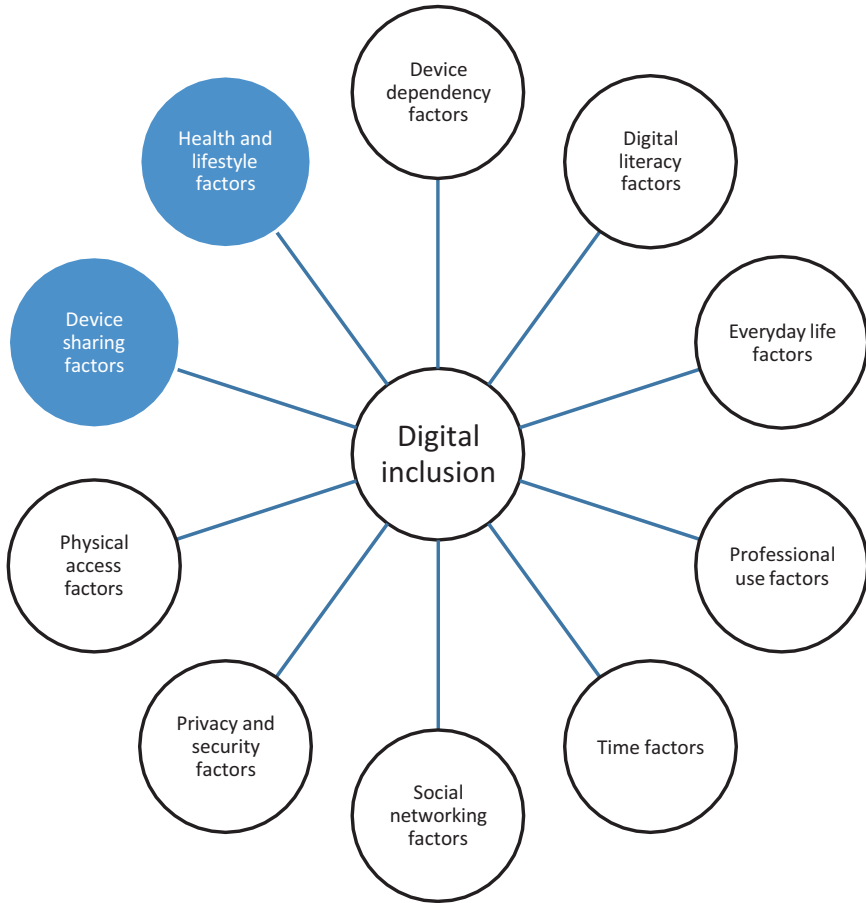 Device
dependency
factors
Digital
literacy
factors
Everyday life
factors
Professional
use factors
Time factors
Social
networking
factors
Privacy and
security
factors
Physical
access
factors
Device
sharing
factors
Health and
lifestyle
factors
Digital
inclusion